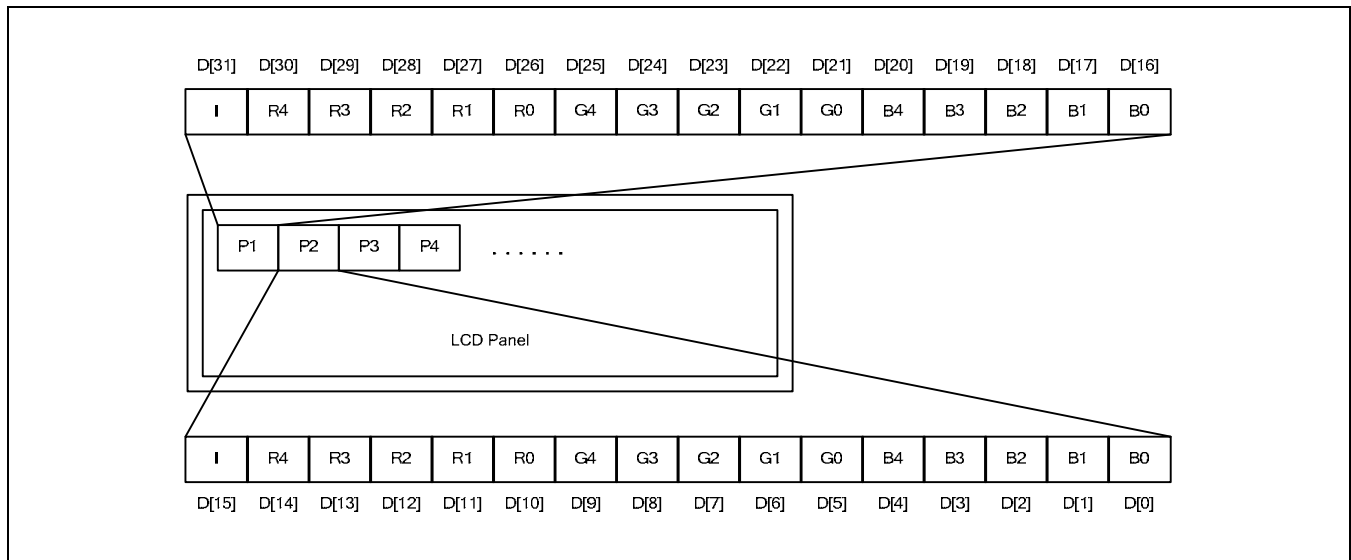 D[31] D[30] D[29] D[28] D[27] D[26] D[25] D[24] D[23] D[22] D[21] D[20] D[19] D[18] D[17] D[16]
I R4 R3 R2 R1 R0 G4 G3 G2 G1 G0 B4 B3 B2 B1 B0
P1 P2 P3 P4 . . . . . .
LCD Panel
I R4 R3 R2 R1 R0 G4 G3 G2 G1 G0 B4 B3 B2 B1 B0
D[15] D[14] D[13] D[12] D[11] D[10] D[9] D[8] D[7] D[6] D[5] D[4] D[3] D[2] D[1] D[0]